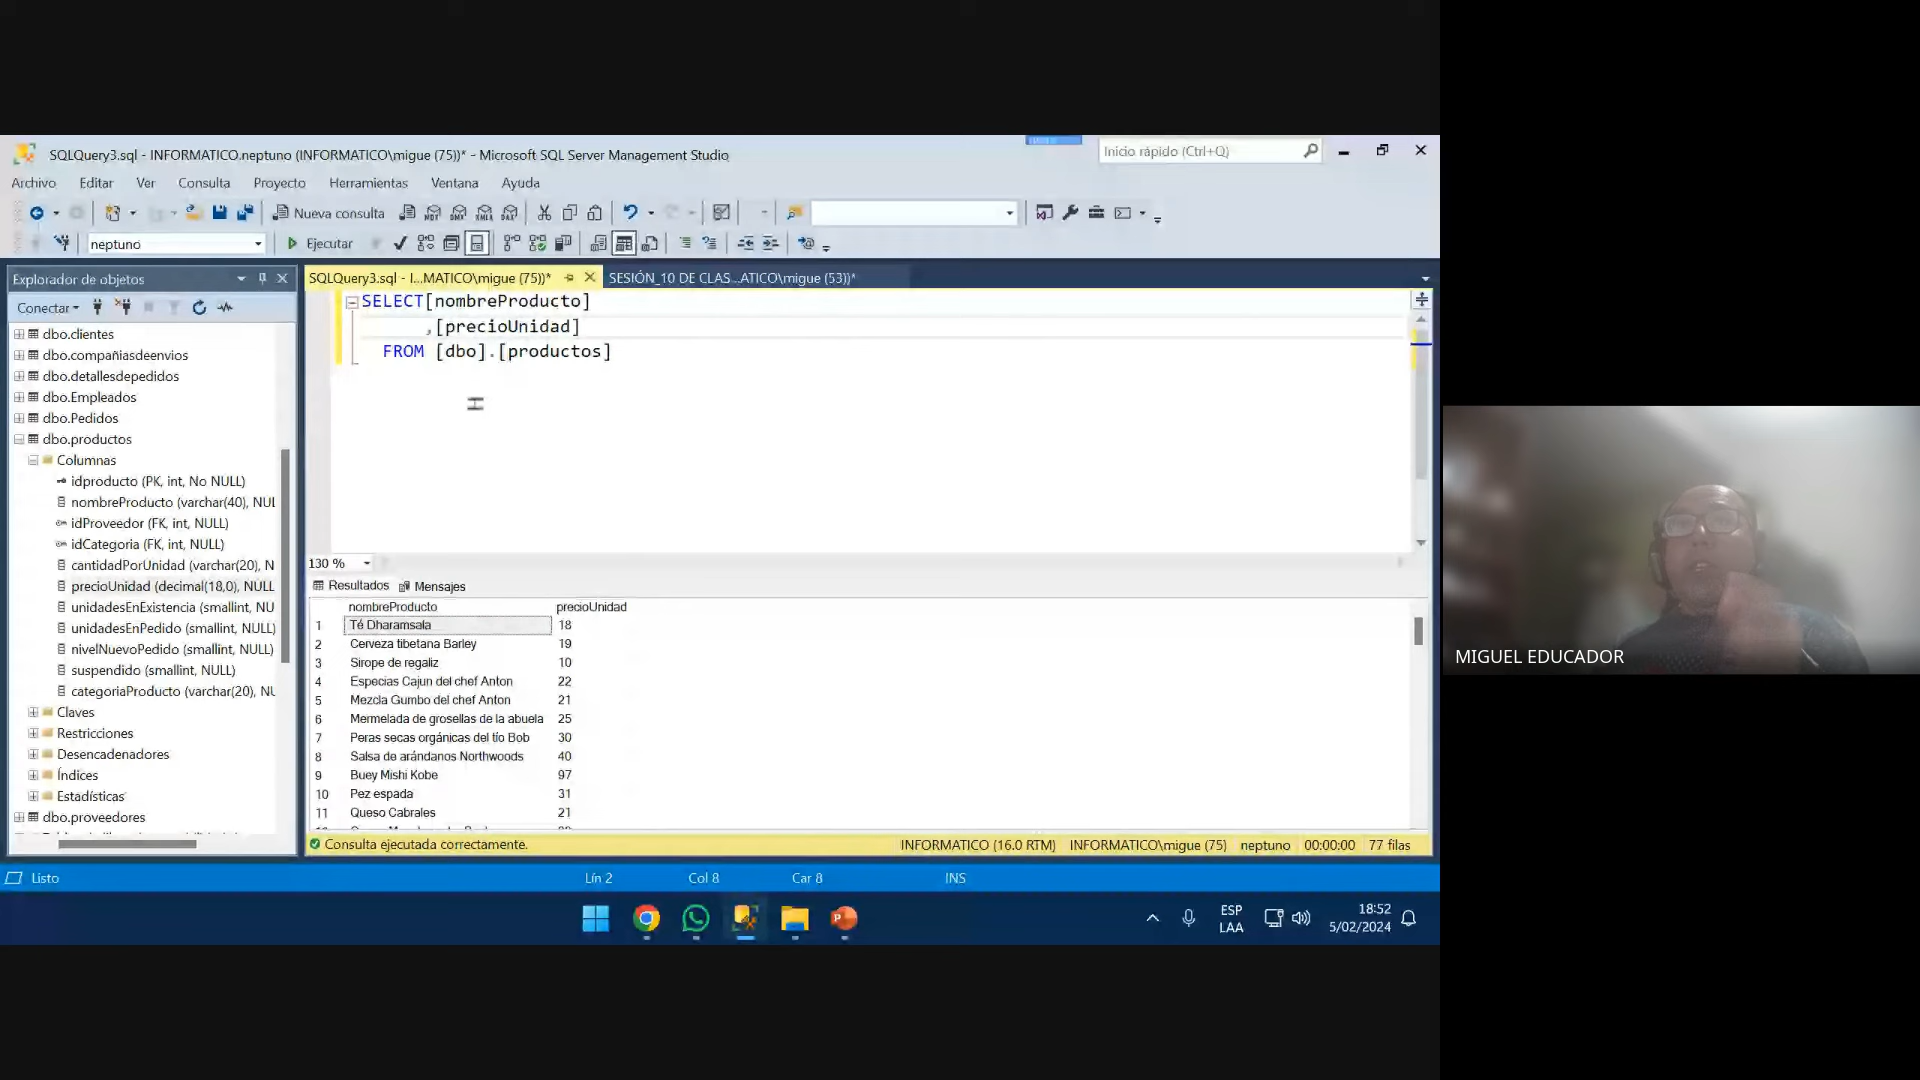 SQLQuery3.sql - INFORMATICO.neptuno (INFORMATICO\migue (75))* - Microsoft SQL Server Management Studio
Inicio rápido (Ctrl+Q)
Archivo Editar Ver Consulta Proyecto Herramientas Ventana Ayuda
Nueva consulta
neptuno
Ejecutar
Explorador de objetos
Conectar
dbo.clientes
dbo.compañiasdeenvios
dbo.detallesdepedidos
dbo.Empleados
dbo.Pedidos
dbo.productos
Columnas
idproducto (PK, int, No NULL)
nombreProducto (varchar(40), NUL
idProveedor (FK, int, NULL)
idCategoria (FK, int, NULL)
cantidadPorUnidad (varchar(20), N
precioUnidad (decimal(18,0), NULL
unidadesEnExistencia (smallint, NU
unidadesEnPedido (smallint, NULL)
nivelNuevoPedido (smallint, NULL)
suspendido (smallint, NULL)
categoriaProducto (varchar(20), NU
Claves
Restricciones
Desencadenadores
Índices
Estadísticas
dbo.proveedores
SQLQuery3.sql - I...MATICO\migue (75))*
SESIÓN_10 DE CLAS...ATICO\migue (53))*
SELECT[nombreProducto]
,[precioUnidad]
FROM [dbo].[productos]
130 %
Resultados Mensajes
nombreProducto precioUnidad
1 Té Dharamsala 18
2 Cerveza tibetana Barley 19
3 Sirope de regaliz 10
4 Especias Cajun del chef Anton 22
5 Mezcla Gumbo del chef Anton 21
6 Mermelada de grosellas de la abuela 25
7 Peras secas orgánicas del tío Bob 30
8 Salsa de arándanos Northwoods 40
9 Buey Mishi Kobe 97
10 Pez espada 31
11 Queso Cabrales 21
Consulta ejecutada correctamente.
INFORMATICO (16.0 RTM) INFORMATICO\migue (75) neptuno 00:00:00 77 filas
Listo
Lín 2 Col 8 Car 8 INS
ESP
LAA
18:52
5/02/2024
MIGUEL EDUCADOR